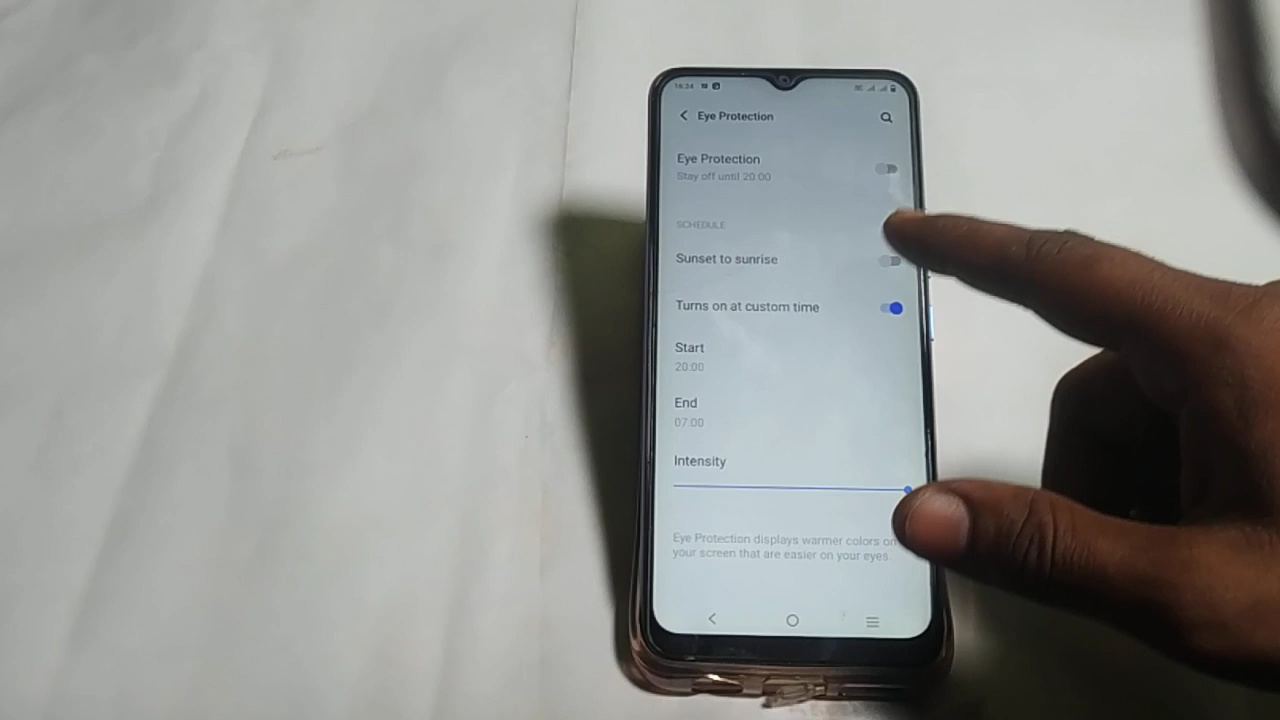 16:24
Eye Protection
Eye Protection
Stay off until 20:00
SCHEDULE
Sunset to sunrise
Turns on at custom time
Start
20:00
End
07:00
Intensity
Eye Protection displays warmer colors on
your screen that are easier on your eyes.